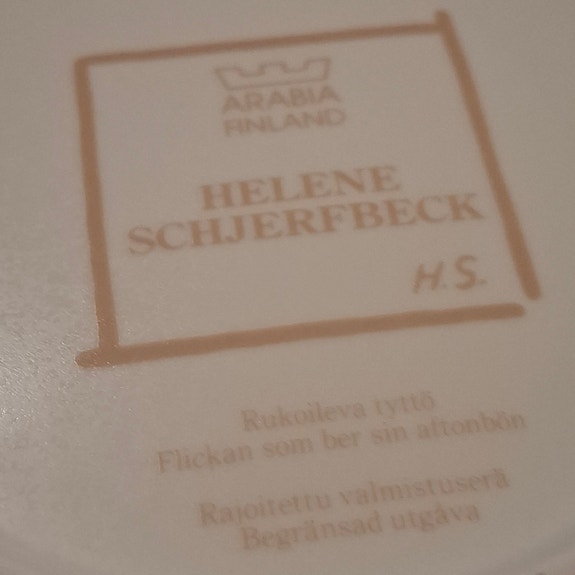 ARABIA
FINLAND
HELENE
SCHJERFBECK
H.S.
Rukoileva tyttö
Flickan som ber sin aftonbön
Rajoitettu valmistuserä
Begränsad utgåva